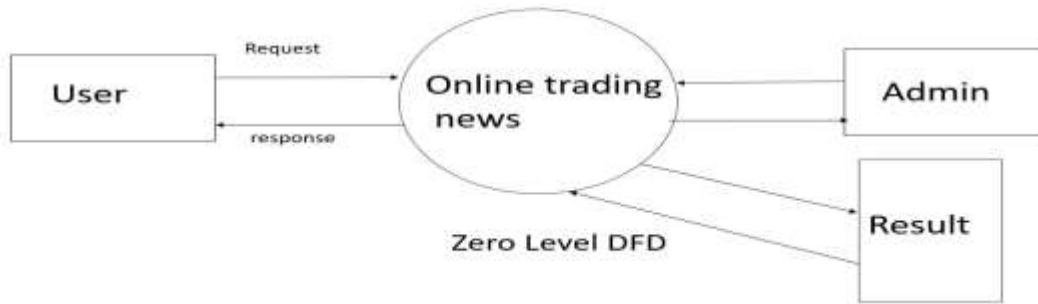 Request
User
response
Online trading
news
Admin
Result
Zero Level DFD